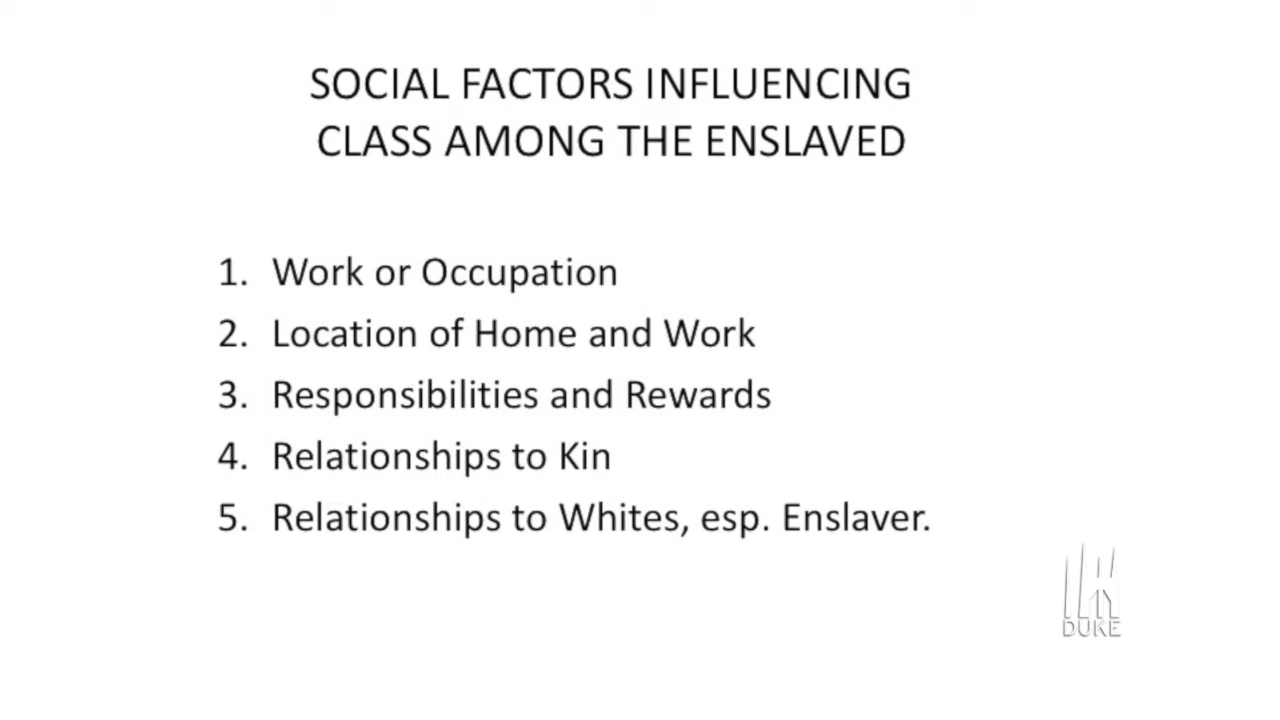 SOCIAL FACTORS INFLUENCING
CLASS AMONG THE ENSLAVED
1. Work or Occupation
2. Location of Home and Work
3. Responsibilities and Rewards
4. Relationships to Kin
5. Relationships to Whites, esp. Enslaver.
DUKE